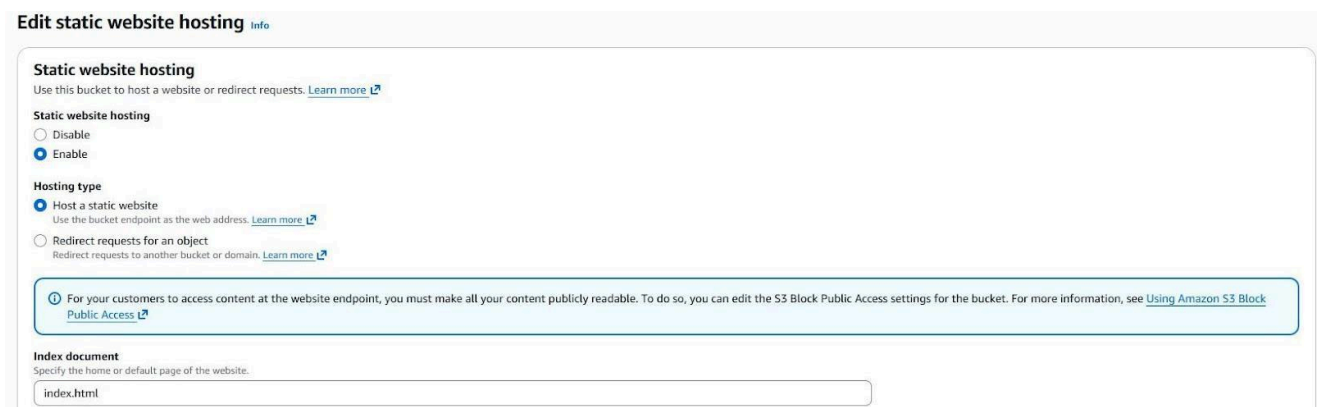 Edit static website hosting Info
Static website hosting
Use this bucket to host a website or redirect requests. Learn more
Static website hosting
Disable
Enable
Hosting type
Host a static website
Use the bucket endpoint as the web address. Learn more
Redirect requests for an object
Redirect requests to another bucket or domain. Learn more
For your customers to access content at the website endpoint, you must make all your content publicly readable. To do so, you can edit the S3 Block Public Access settings for the bucket. For more information, see Using Amazon S3 Block
Public Access
Index document
Specify the home or default page of the website.
index.html